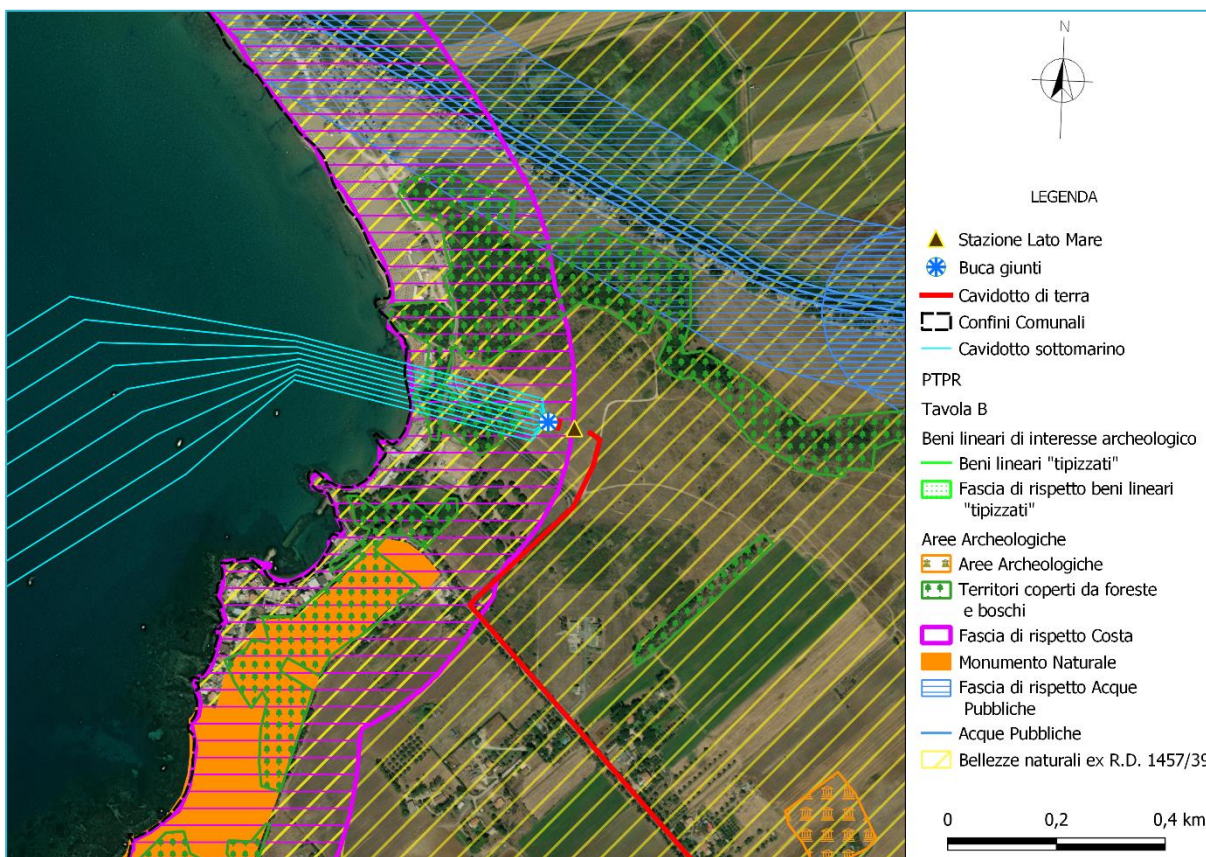 N
LEGENDA
Stazione Lato Mare
Buca giunti
Cavidotto di terra
Confini Comunali
Cavidotto sottomarino
PTPR
Tavola B
Beni lineari di interesse archeologico
Beni lineari "tipizzati"
Fascia di rispetto beni lineari
"tipizzati"
Aree Archeologiche
Aree Archeologiche
Territori coperti da foreste
e boschi
Fascia di rispetto Costa
Monumento Naturale
Fascia di rispetto Acque
Pubbliche
Acque Pubbliche
Bellezze naturali ex R.D. 1457/39
0 0,2 0,4 km